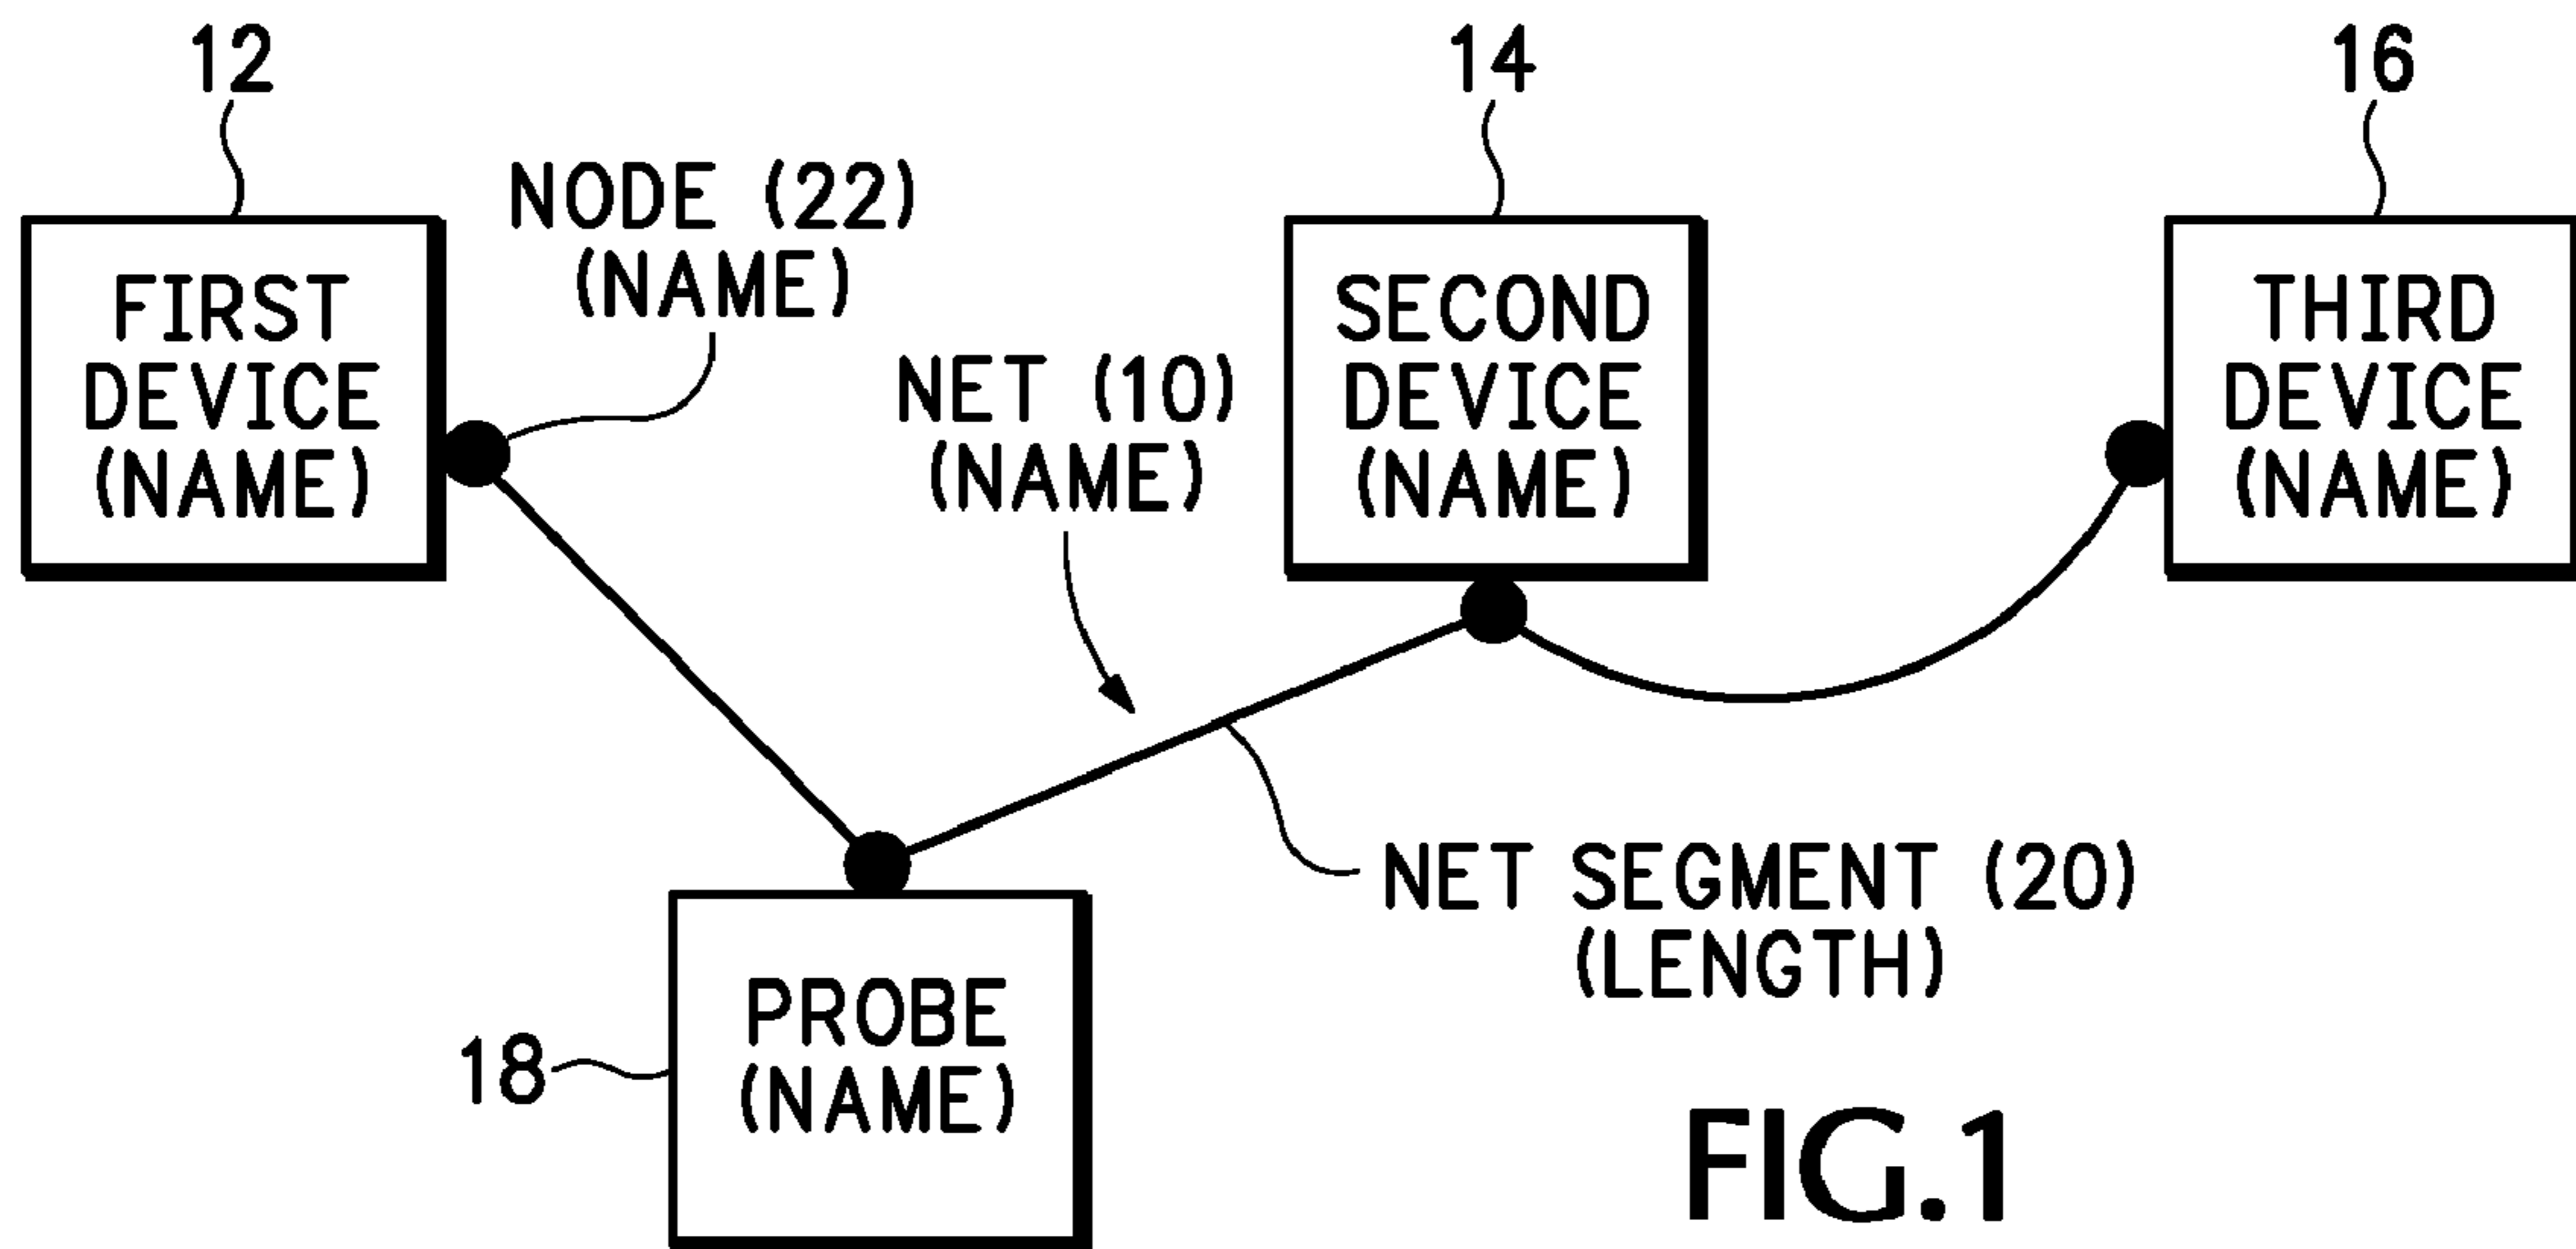 12
14
16
NODE (22)
(NAME)
FIRST
DEVICE
(NAME)
NET (10)
(NAME)
SECOND
DEVICE
(NAME)
THIRD
DEVICE
(NAME)
NET SEGMENT (20)
(LENGTH)
18
PROBE
(NAME)
FIG.1